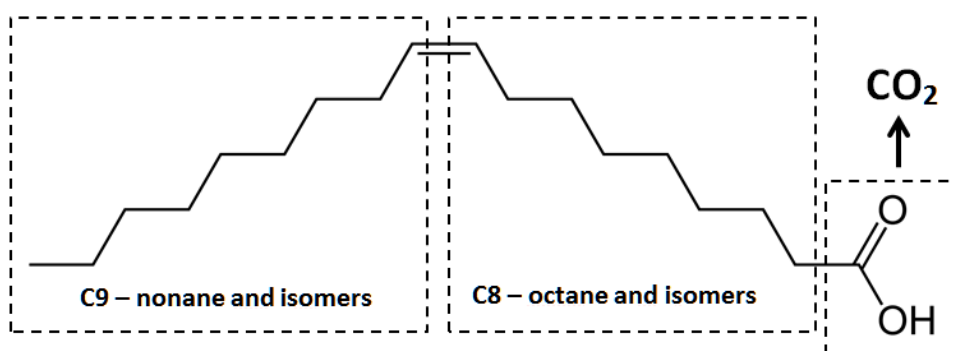 CO₂
O
C9 – nonane and isomers
C8 – octane and isomers
OH